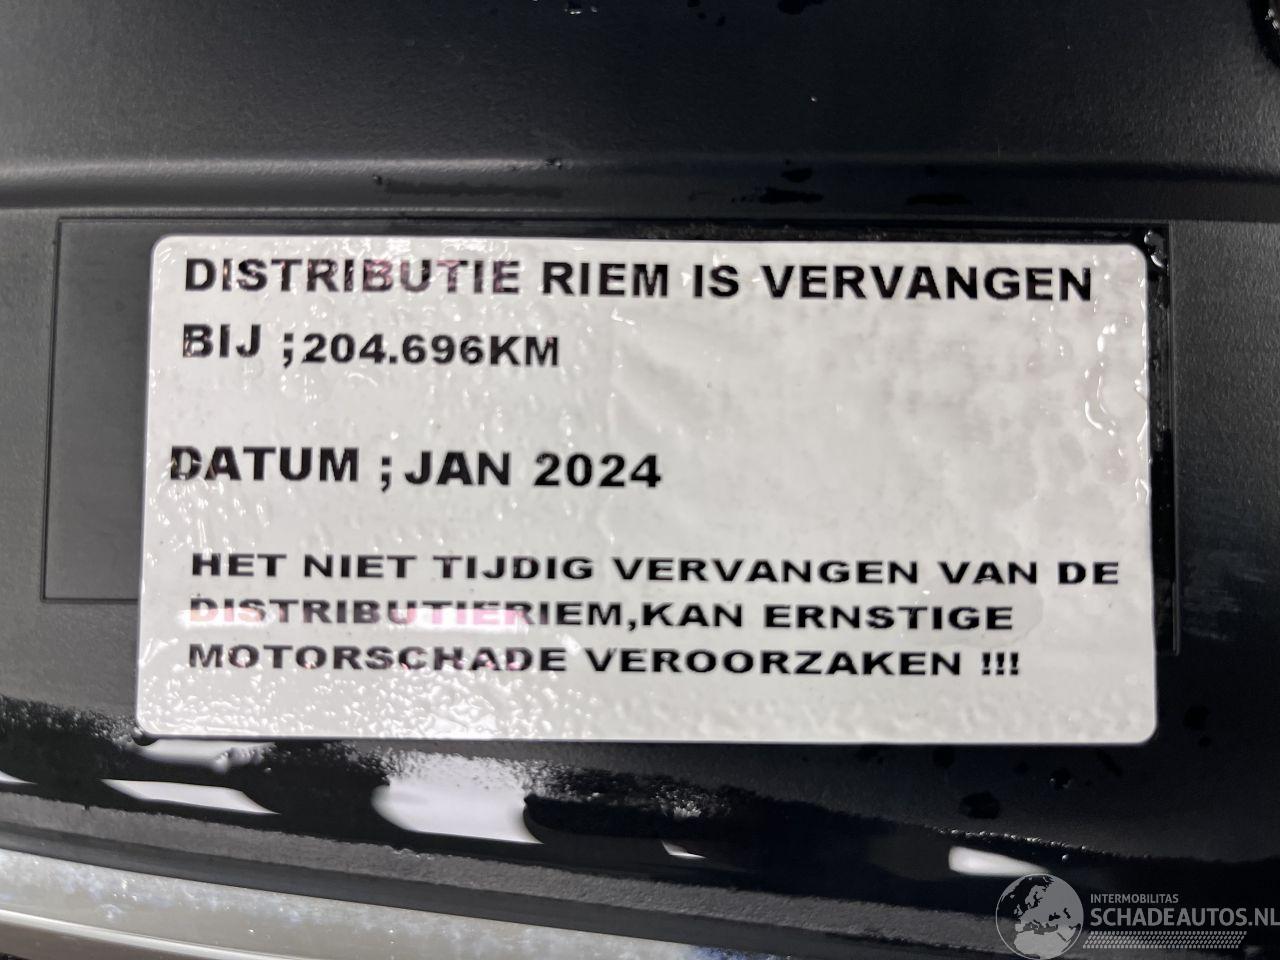 DISTRIBUTIE RIEM IS VERVANGEN
BIJ ;204.696KM
DATUM ;JAN 2024
HET NIET TIJDIG VERVANGEN VAN DE
DISTRIBUTIERIEM,KAN ERNSTIGE
MOTORSCHADE VEROORZAKEN !!!
INTERMOBILITAS
SCHADEAUTOS.NL